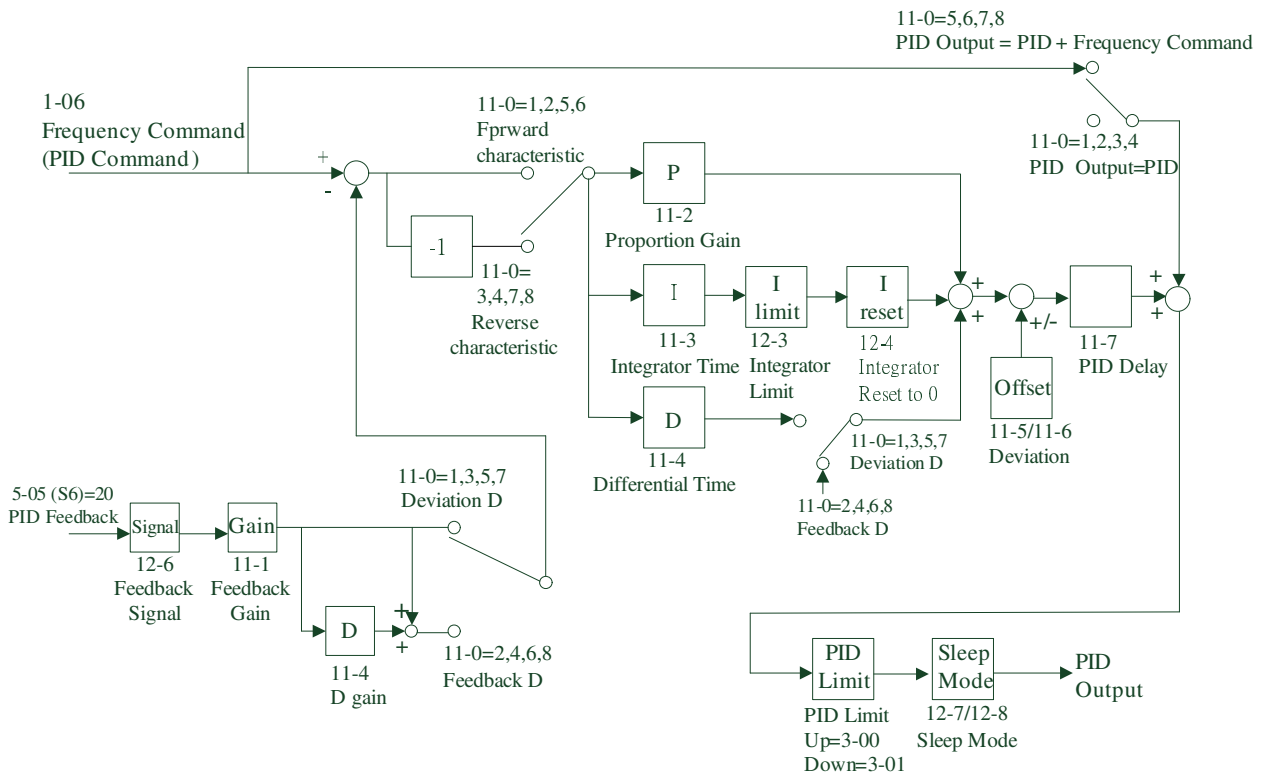 11-0=5,6,7,8
PID Output = PID + Frequency Command
1-06
Frequency Command
(PID Command )
+
-
11-0=1,2,5,6
Fprward
characteristic
-1
11-0=
3,4,7,8
Reverse
characteristic
P
11-2
Proportion Gain
I
11-3
Integrator Time
I
limit
12-3
Integrator
Limit
I
reset
12-4
Integrator
Reset to 0
D
11-4
Differential Time
11-0=1,3,5,7
Deviation D
11-0=2,4,6,8
Feedback D
+
+
+/-
Offset
11-5/11-6
Deviation
11-7
PID Delay
11-0=1,2,3,4
PID Output=PID
+
+
5-05 (S6)=20
PID Feedback
Signal
12-6
Feedback
Signal
Gain
11-1
Feedback
Gain
11-0=1,3,5,7
Deviation D
D
11-4
D gain
+
+
11-0=2,4,6,8
Feedback D
PID
Limit
PID Limit
Up=3-00
Down=3-01
Sleep
Mode
12-7/12-8
Sleep Mode
PID
Output